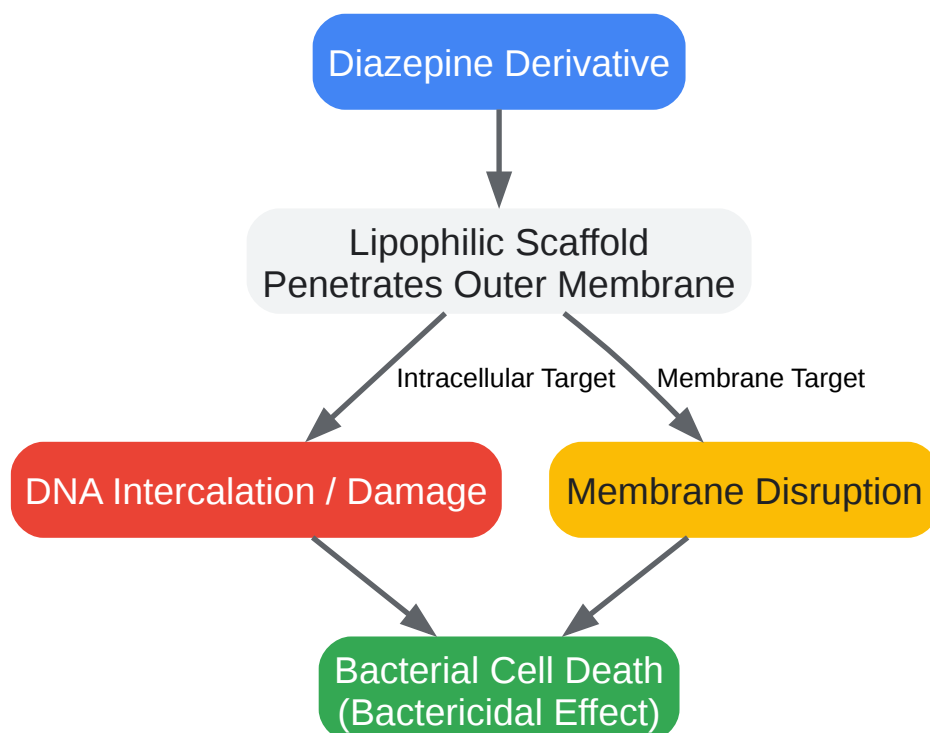 Diazepine Derivative
Lipophilic Scaffold
Penetrates Outer Membrane
Intracellular Target
Membrane Target
DNA Intercalation / Damage
Membrane Disruption
Bacterial Cell Death
(Bactericidal Effect)